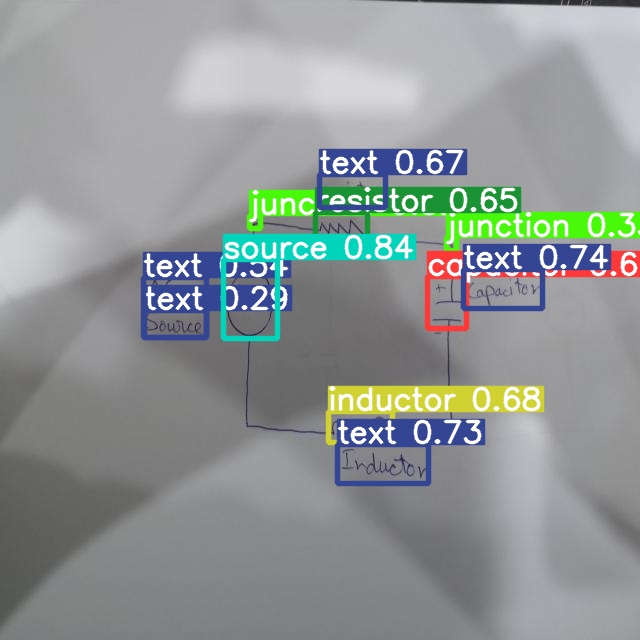 text 0.67
resistor 0.65
junction 0.3
source 0.84
text 0.74
text 0.54
text 0.29
Source
+
Capacitor
-
inductor 0.68
text 0.73
Inductor